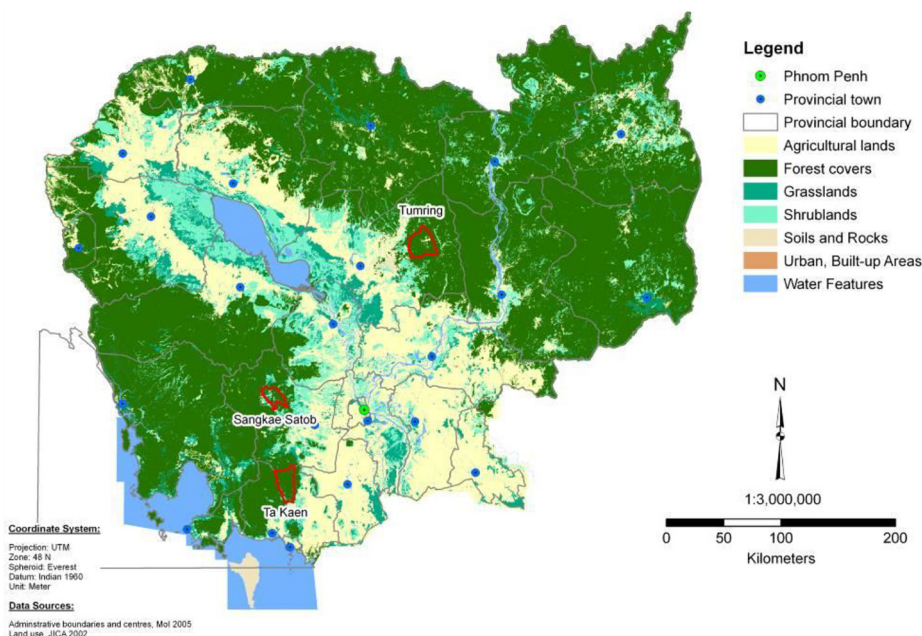 Legend
Phnom Penh
Provincial town
Provincial boundary
Agricultural lands
Forest covers
Grasslands
Shrublands
Soils and Rocks
Urban, Built-up Areas
Water Features
Tumring
Sangkae Satob
Ta Kaen
N
1:3,000,000
0 50 100 200
Kilometers
Coordinate System:
Projection: UTM
Zone: 48 N
Spheroid: Everest
Datum: Indian 1960
Unit: Meter
Data Sources:
Adminstrative boundaries and centres, MoI 2005
Land use, JICA 2002